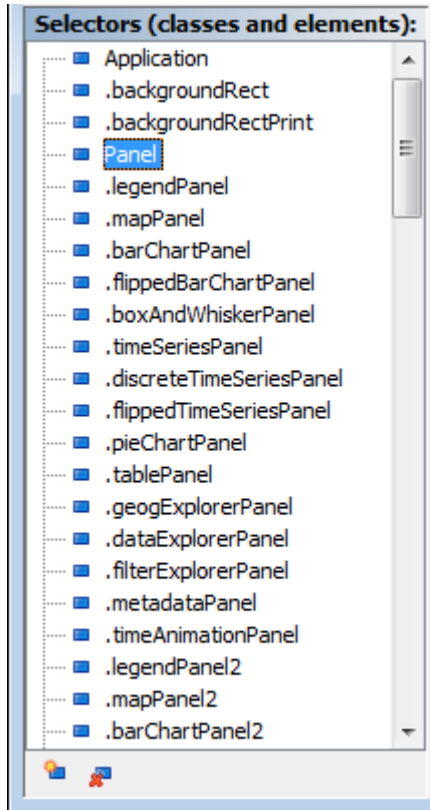 Selectors (classes and elements):
Application
.backgroundRect
.backgroundRectPrint
Panel
.legendPanel
.mapPanel
.barChartPanel
.flippedBarChartPanel
.boxAndWhiskerPanel
.timeSeriesPanel
.discreteTimeSeriesPanel
.flippedTimeSeriesPanel
.pieChartPanel
.tablePanel
.geogExplorerPanel
.dataExplorerPanel
.filterExplorerPanel
.metadataPanel
.timeAnimationPanel
.legendPanel2
.mapPanel2
.barChartPanel2